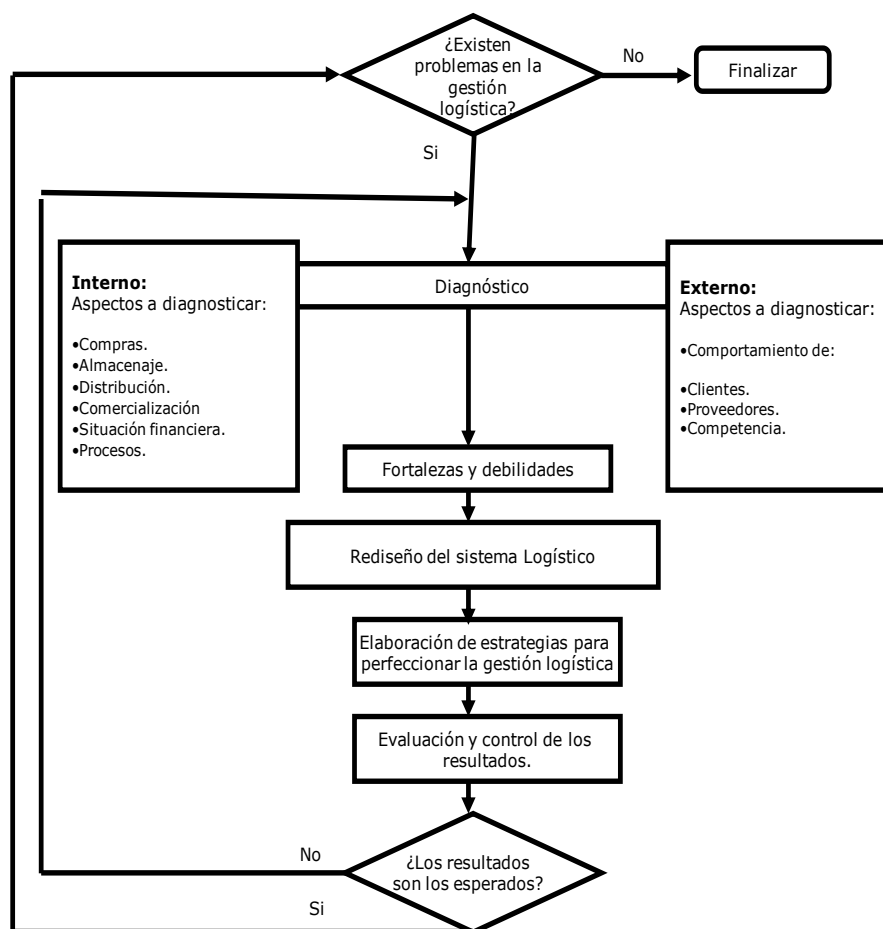 ¿Existen
problemas en la
gestión
logística?
No
Finalizar
Si
Interno:
Aspectos a diagnosticar:
•Compras.
•Almacenaje.
•Distribución.
•Comercialización
•Situación financiera.
•Procesos.
Diagnóstico
Externo:
Aspectos a diagnosticar:
•Comportamiento de:
•Clientes.
•Proveedores.
•Competencia.
Fortalezas y debilidades
Rediseño del sistema Logístico
Elaboración de estrategias para
perfeccionar la gestión logística
Evaluación y control de los
resultados.
¿Los resultados
son los esperados?
No
Si